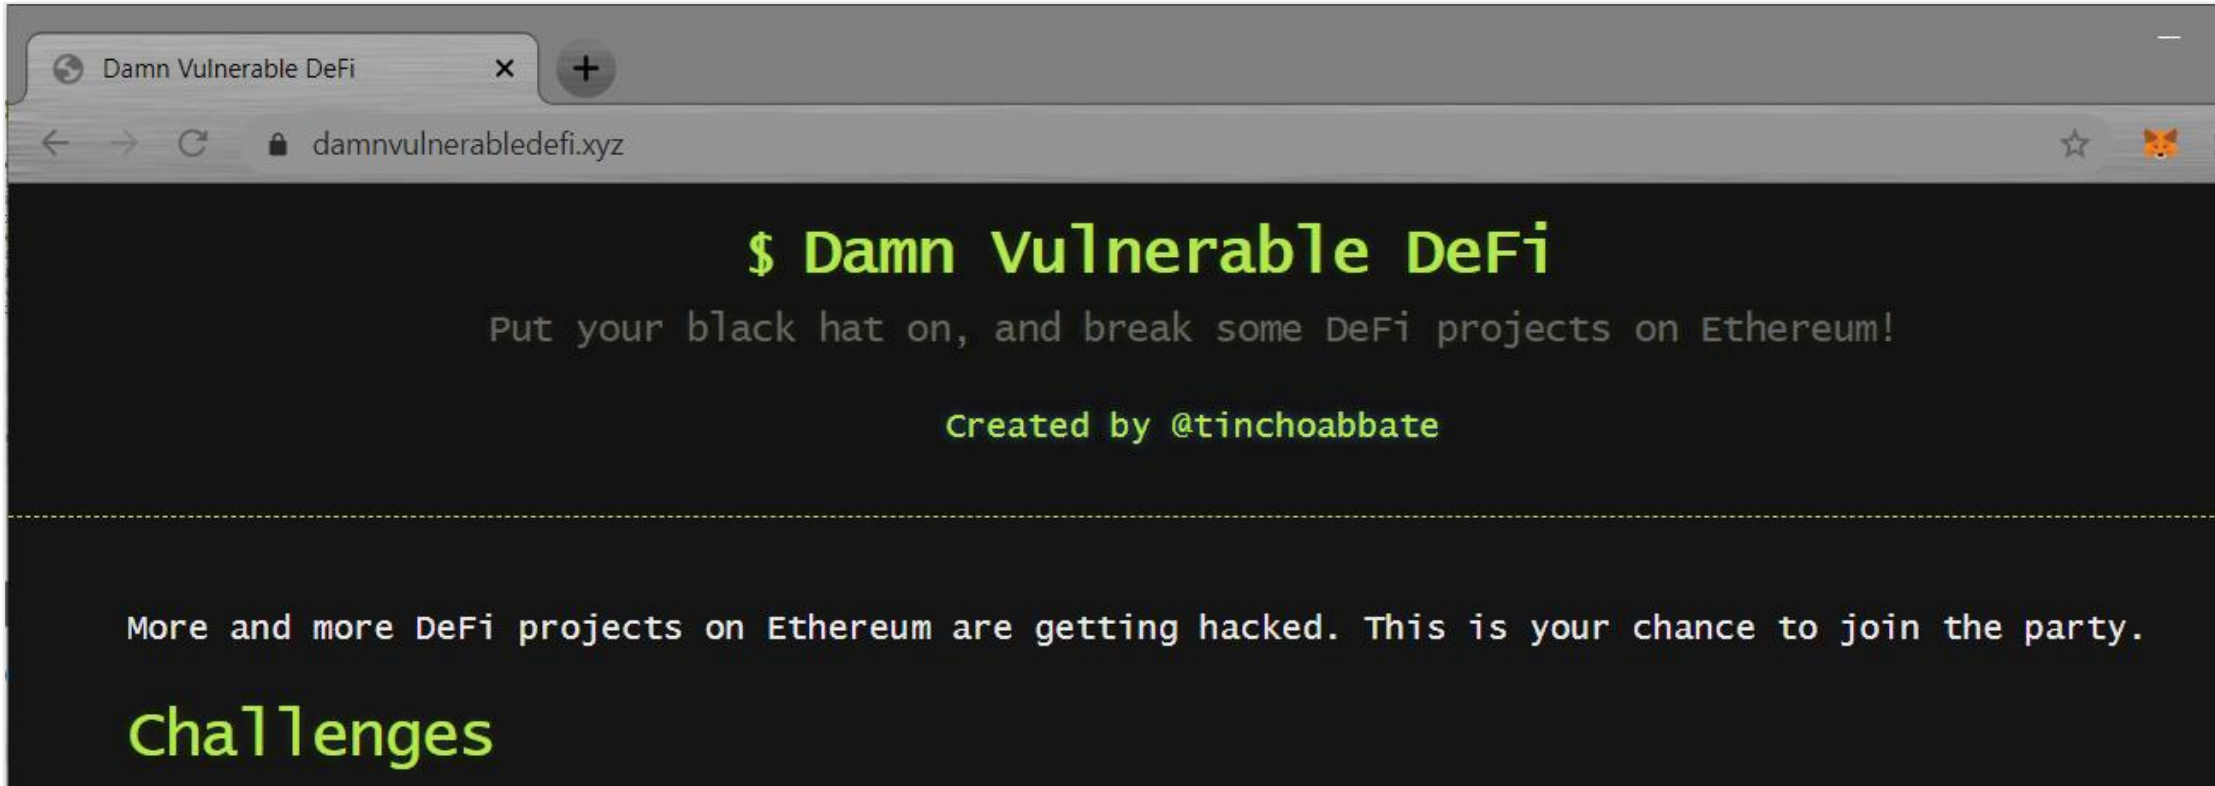 Damn Vulnerable DeFi
damnvulnerabledefi.xyz
$ Damn Vulnerable DeFi
Put your black hat on, and break some DeFi projects on Ethereum!
Created by @tinchoabbate
More and more DeFi projects on Ethereum are getting hacked. This is your chance to join the party.
Challenges